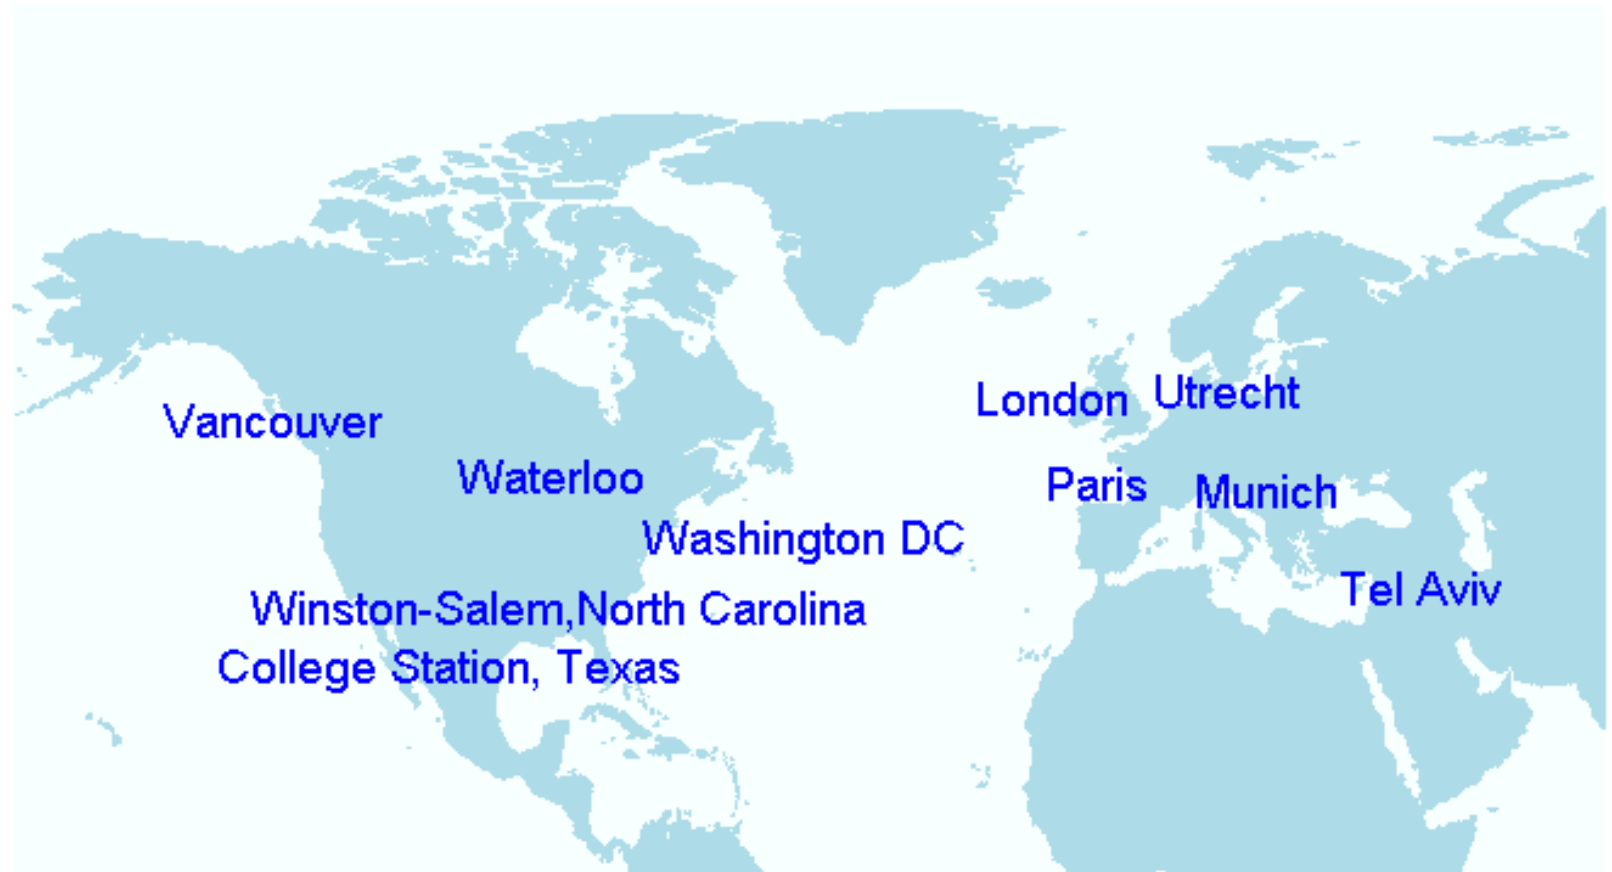 London
Utrecht
Vancouver
Waterloo
Paris
Munich
Washington DC
Tel Aviv
Winston-Salem,North Carolina
College Station, Texas